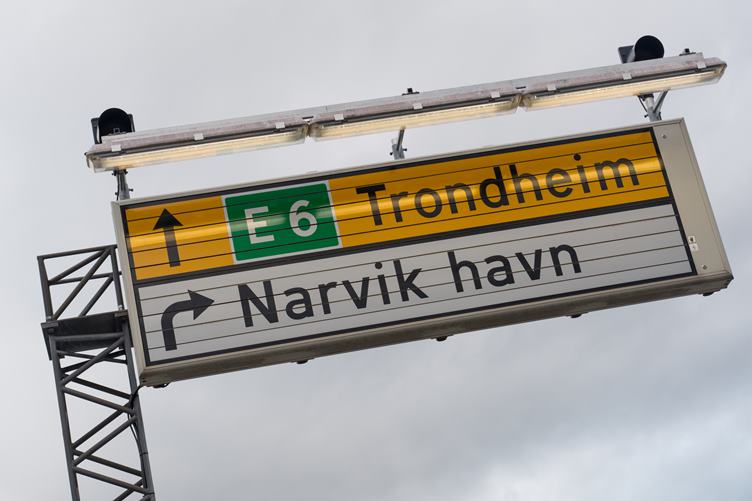 E 6 Trondheim
Narvik havn